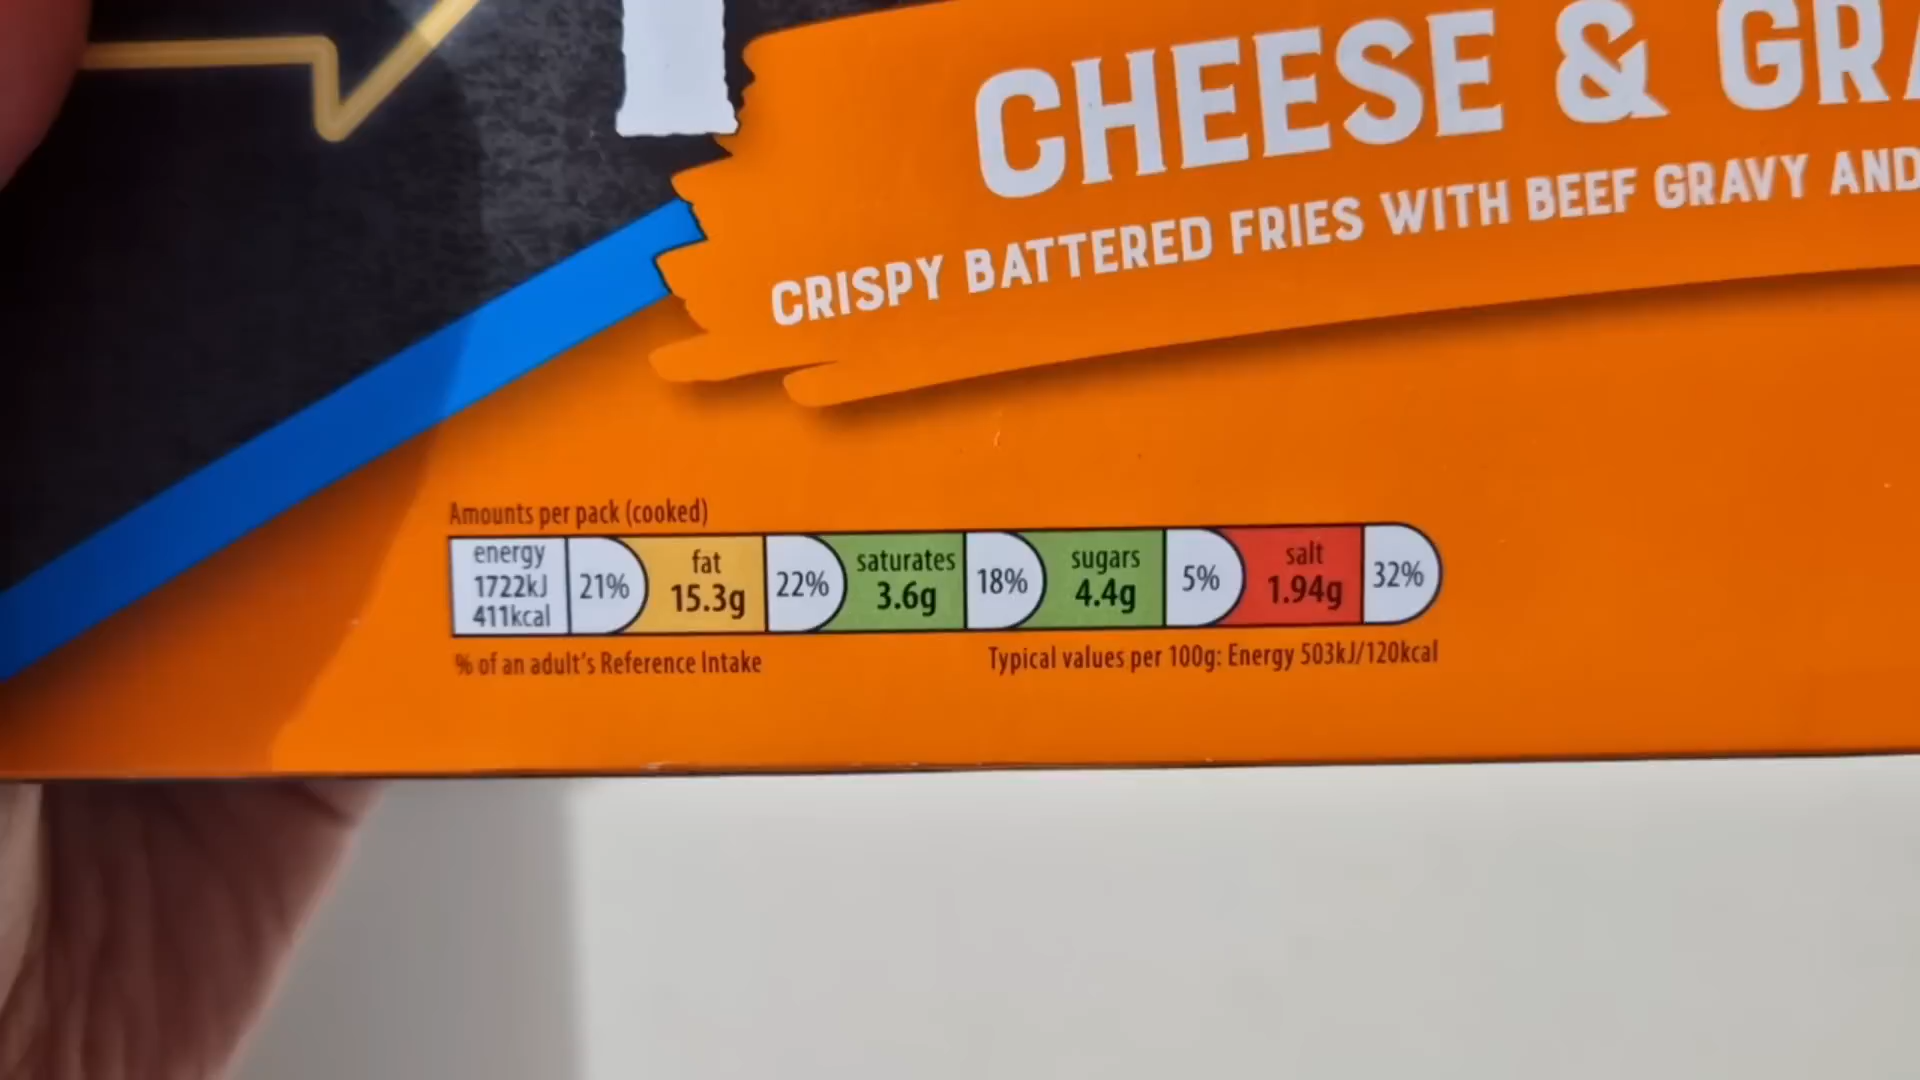 CHEESE &
CRISPY BATTERED FRIES WITH BEEF GRAVY AND
Amounts per pack (cooked)
energy 1722kJ 411kcal 21% fat 15.3g 22% saturates 3.6g 18% sugars 4.4g 5% salt 1.94g 32%
% of an adult's Reference Intake
Typical values per 100g: Energy 503kJ/120kcal